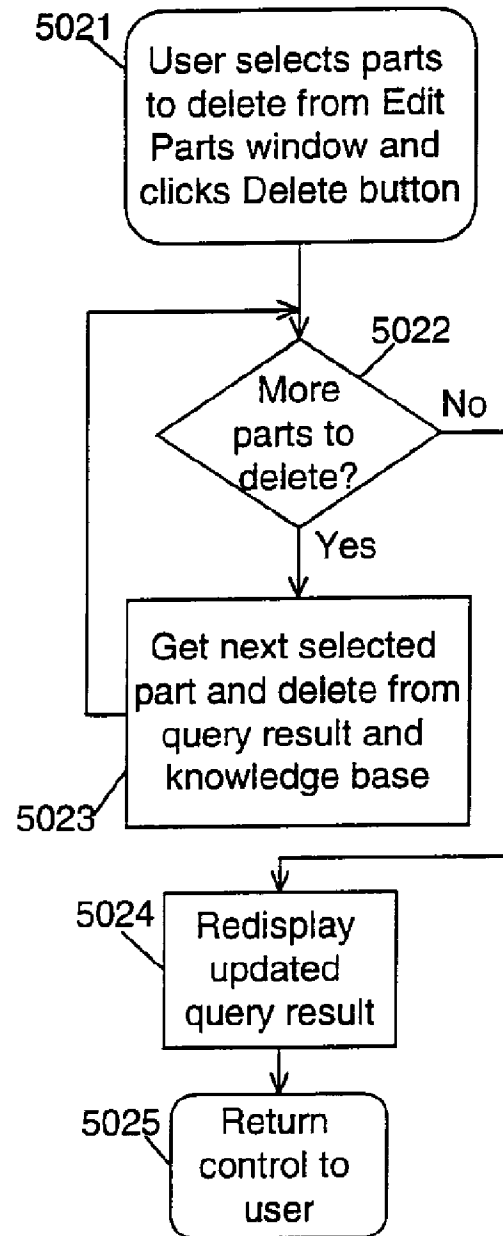 5021
User selects parts
to delete from Edit
Parts window and
clicks Delete button
5022
More
parts to
delete?
No
Yes
Get next selected
part and delete from
query result and
knowledge base
5023
5024
Redisplay
updated
query result
5025
Return
control to
user